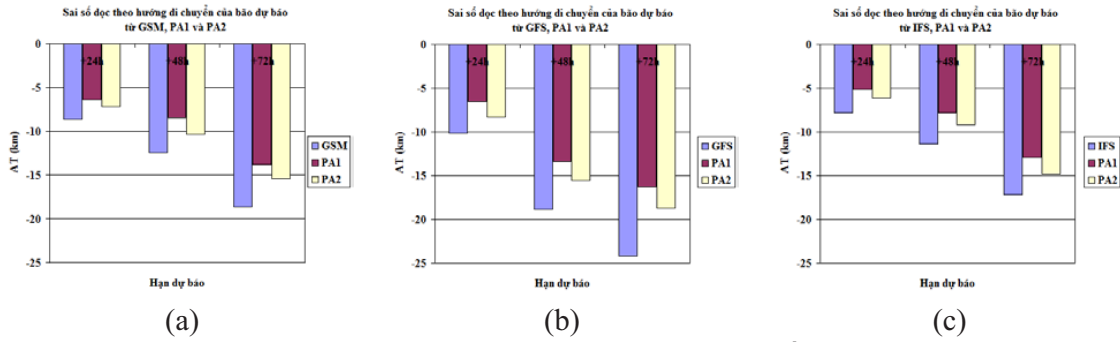 Sai số dọc theo hướng di chuyển của bão dự báo
từ GSM, PA1 và PA2
0
-5
-10
-15
-20
-25
AT (km)
+24h
+48h
+72h
GSM
PA1
PA2
Hạn dự báo
(a)
Sai số dọc theo hướng di chuyển của bão dự báo
từ GFS, PA1 và PA2
0
-5
-10
-15
-20
-25
AT (km)
+24h
+48h
+72h
GFS
PA1
PA2
Hạn dự báo
(b)
Sai số dọc theo hướng di chuyển của bão dự báo
từ IFS, PA1 và PA2
0
-5
-10
-15
-20
-25
AT (km)
+24h
+48h
+72h
IFS
PA1
PA2
Hạn dự báo
(c)